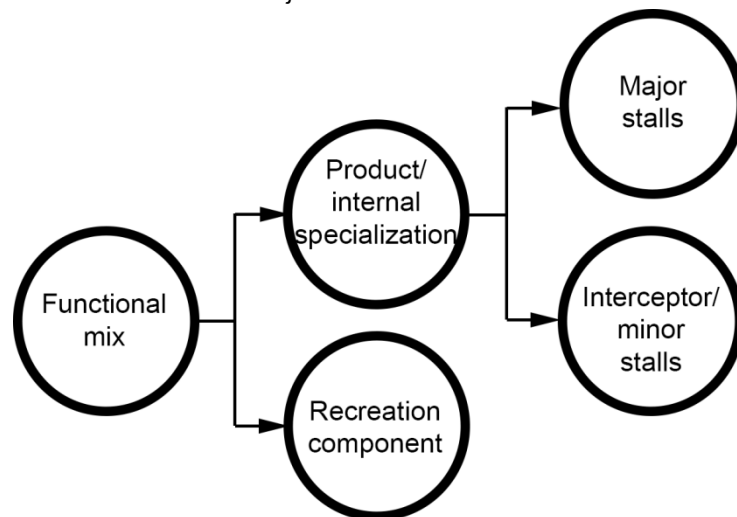 Major
stalls
Product/
internal
specialization
Functional
mix
Interceptor/
minor
stalls
Recreation
component